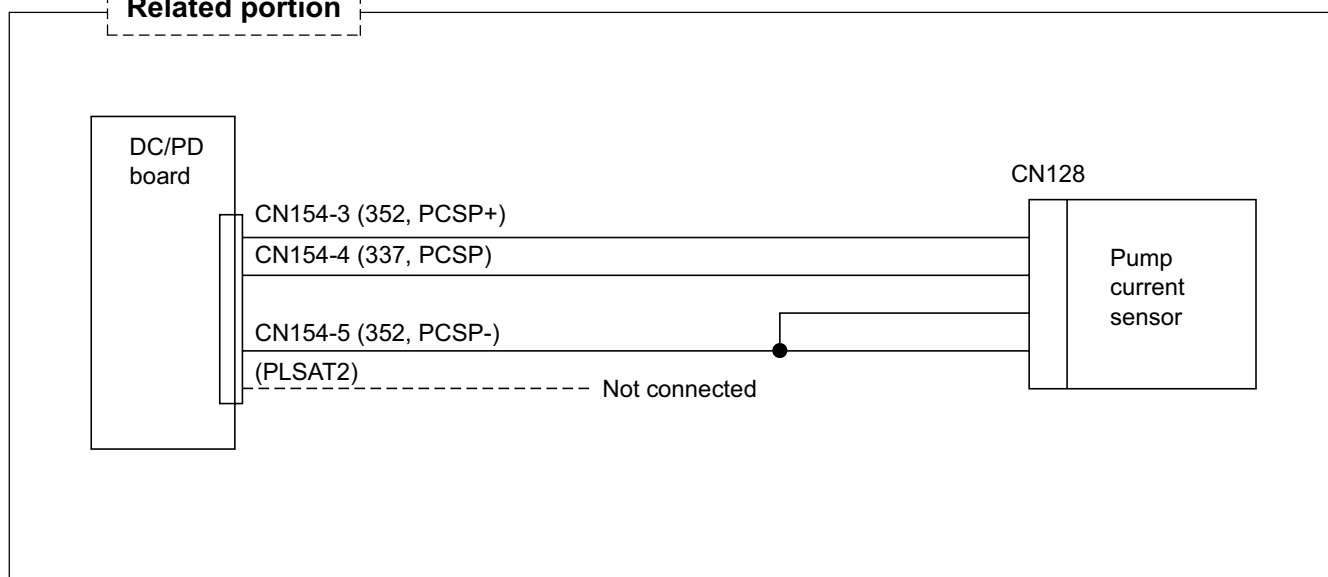 Related portion
DC/PD
board
CN128
CN154-3 (352, PCSP+)
CN154-4 (337, PCSP)
Pump
current
sensor
CN154-5 (352, PCSP-)
(PLSAT2)
Not connected